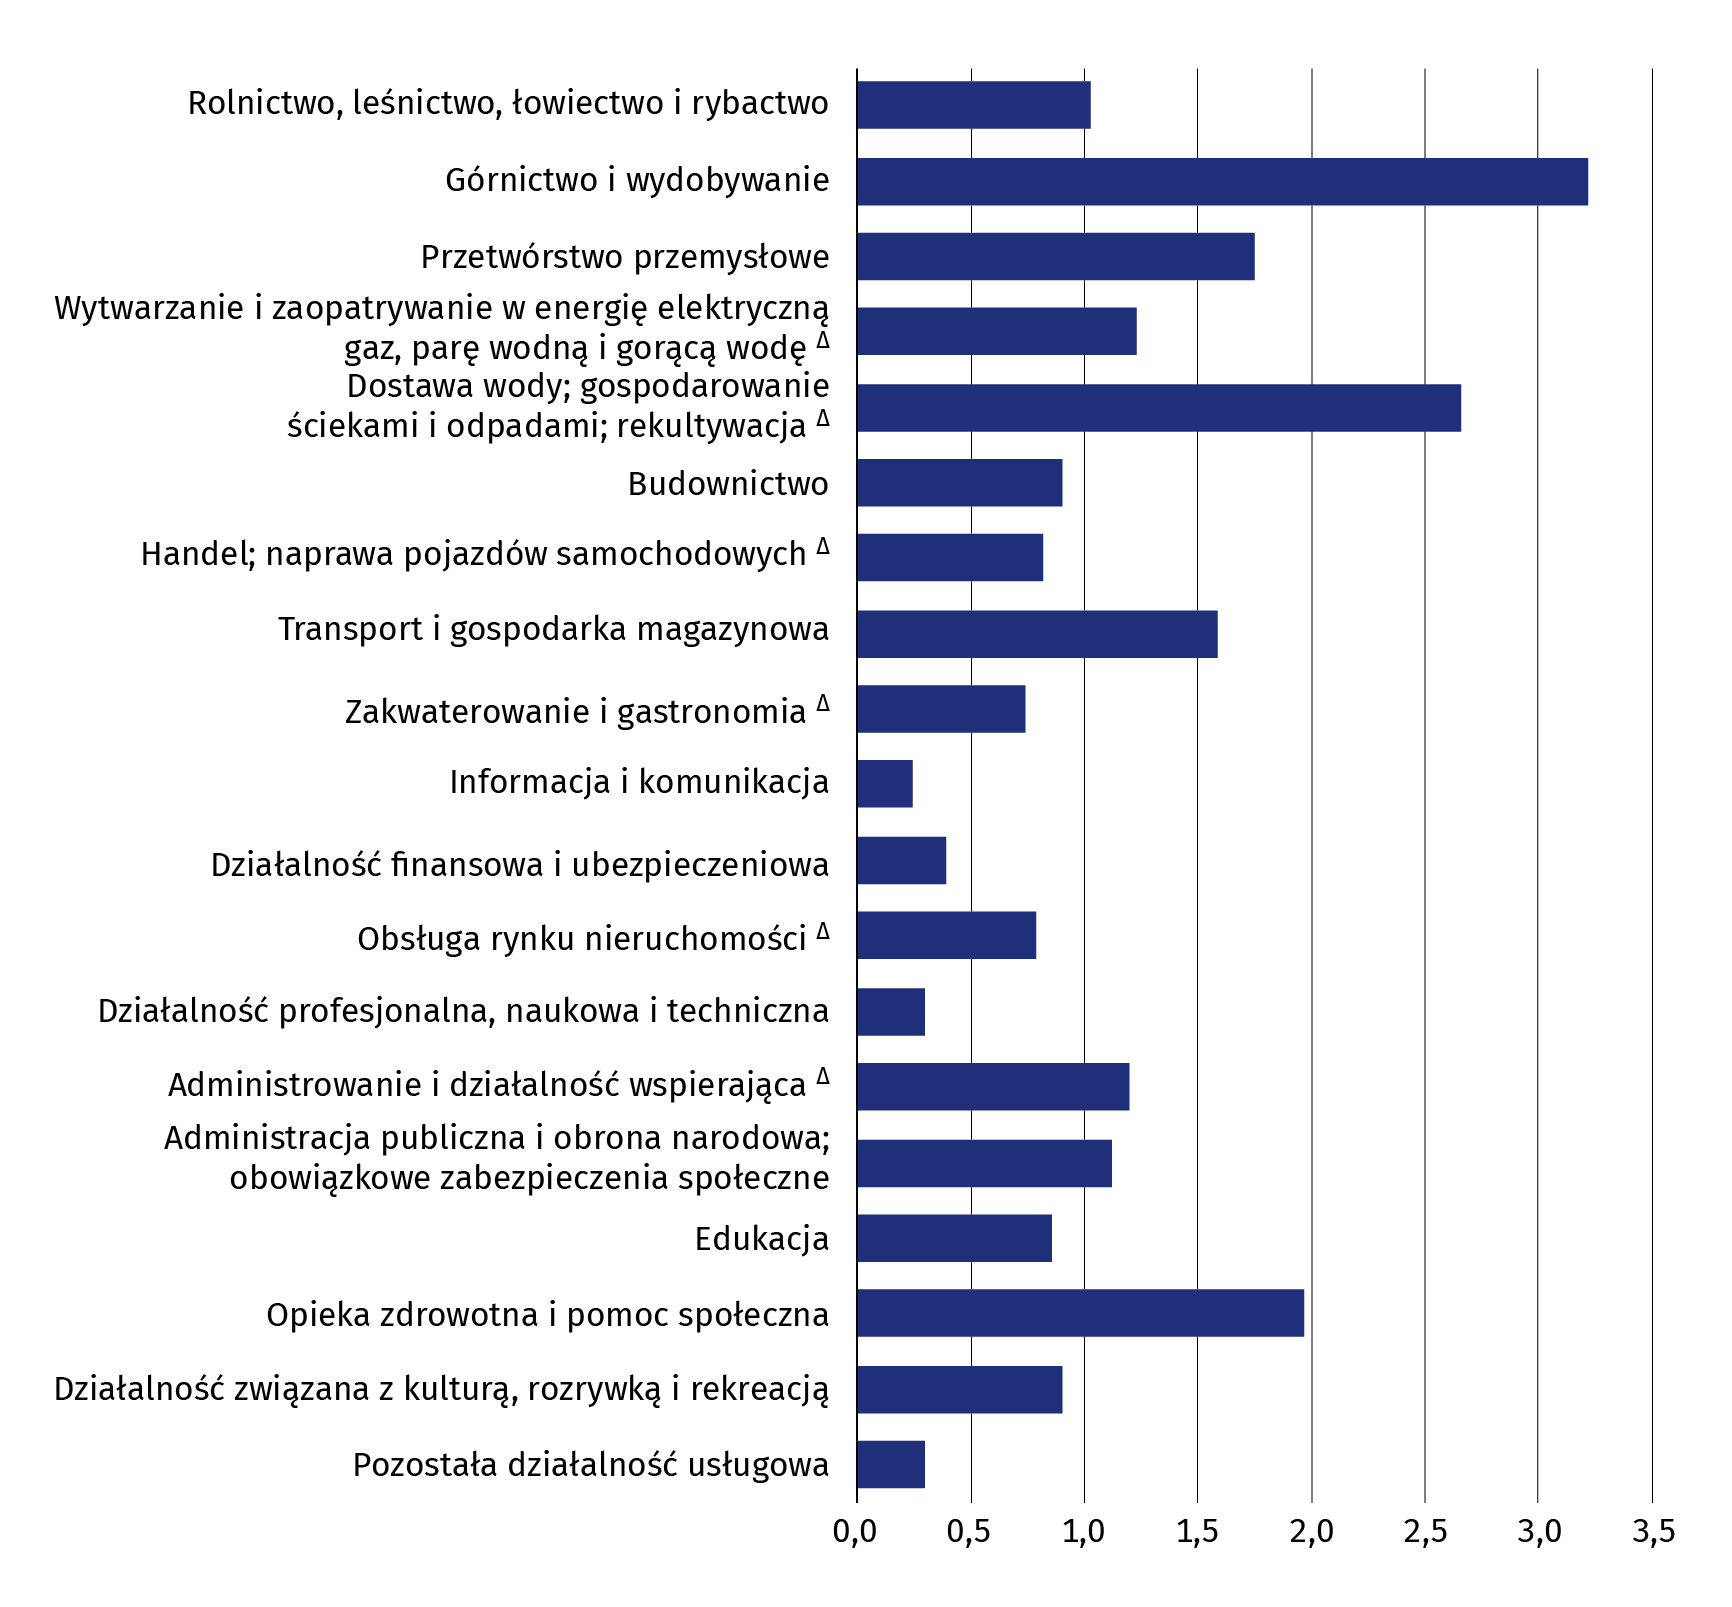 Rolnictwo, leśnictwo, łowiectwo i rybactwo
Górnictwo i wydobywanie
Przetwórstwo przemysłowe
Wytwarzanie i zaopatrywanie w energię elektryczną
gaz, parę wodną i gorącą wodę Δ
Dostawa wody; gospodarowanie
ściekami i odpadami; rekultywacja Δ
Budownictwo
Handel; naprawa pojazdów samochodowych Δ
Transport i gospodarka magazynowa
Zakwaterowanie i gastronomia Δ
Informacja i komunikacja
Działalność finansowa i ubezpieczeniowa
Obsługa rynku nieruchomości Δ
Działalność profesjonalna, naukowa i techniczna
Administrowanie i działalność wspierająca Δ
Administracja publiczna i obrona narodowa;
obowiązkowe zabezpieczenia społeczne
Edukacja
Opieka zdrowotna i pomoc społeczna
Działalność związana z kulturą, rozrywką i rekreacją
Pozostała działalność usługowa
0,0 0,5 1,0 1,5 2,0 2,5 3,0 3,5